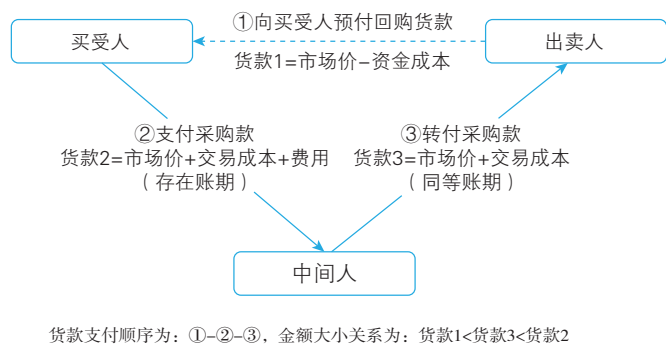 ①向买受人预付回购货款
买受人
出卖人
货款1=市场价-资金成本
②支付采购款
货款2=市场价+交易成本+费用
（存在账期）
③转付采购款
货款3=市场价+交易成本
（同等账期）
中间人
货款支付顺序为：①-②-③，金额大小关系为：货款1<货款3<货款2